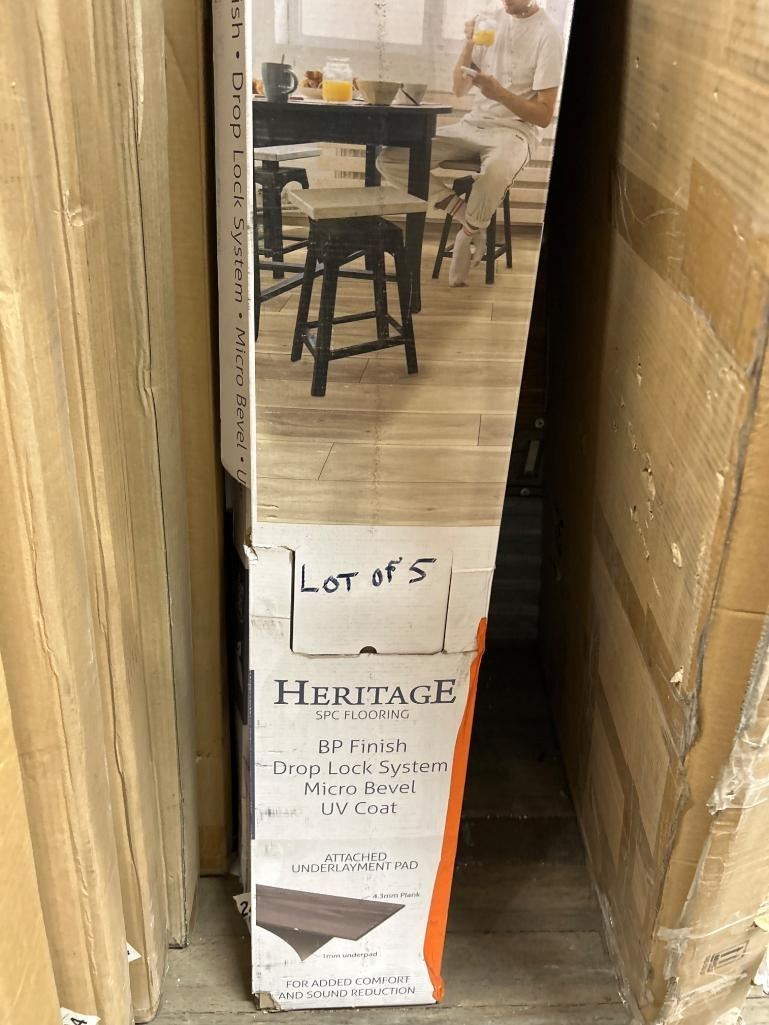 sh • Drop Lock System • Micro Bevel • U
LOT OF 5
HERITAGE
SPC FLOORING
BP Finish
Drop Lock System
Micro Bevel
UV Coat
ATTACHED
UNDERLAYMENT PAD
4.3mm Plank
1mm underpad
FOR ADDED COMFORT
AND SOUND REDUCTION